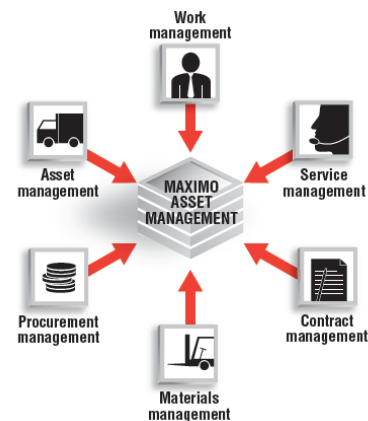 Work
management
Asset
management
Service
management
MAXIMO
ASSET
MANAGEMENT
Procurement
management
Contract
management
Materials
management